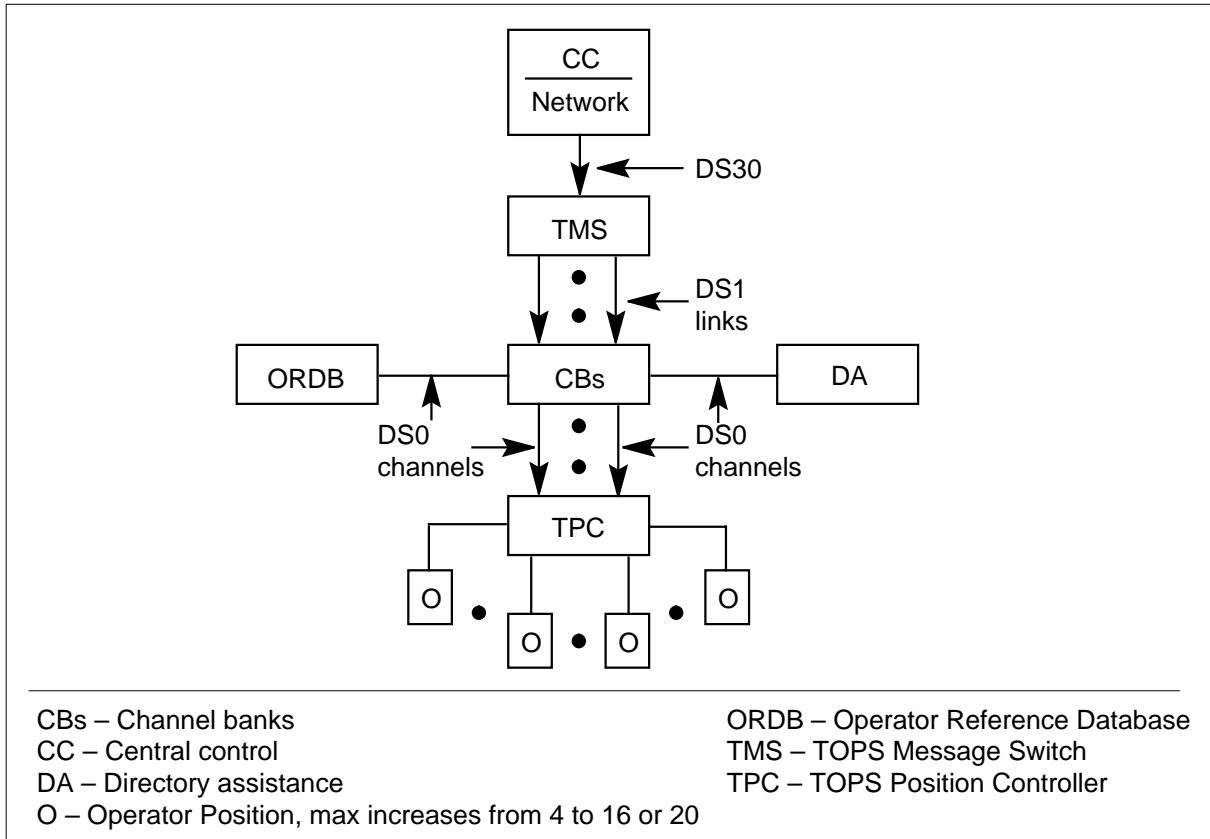 CC
Network
DS30
TMS
DS1
links
ORDB
CBs
DA
DS0
channels
DS0
channels
TPC
O
O
O
O
CBs – Channel banks
CC – Central control
DA – Directory assistance
O – Operator Position, max increases from 4 to 16 or 20
ORDB – Operator Reference Database
TMS – TOPS Message Switch
TPC – TOPS Position Controller